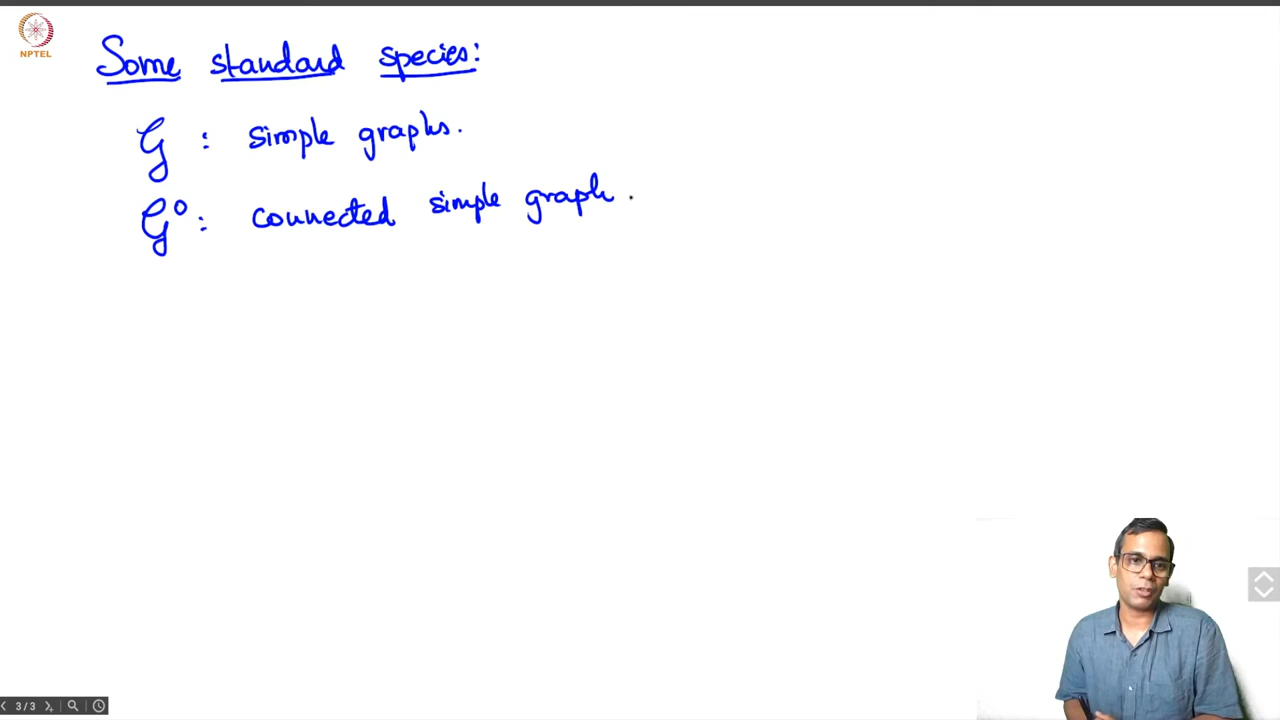 NPTEL
Some standard species:
G : simple graphs.
G° : connected simple graph.
3/3